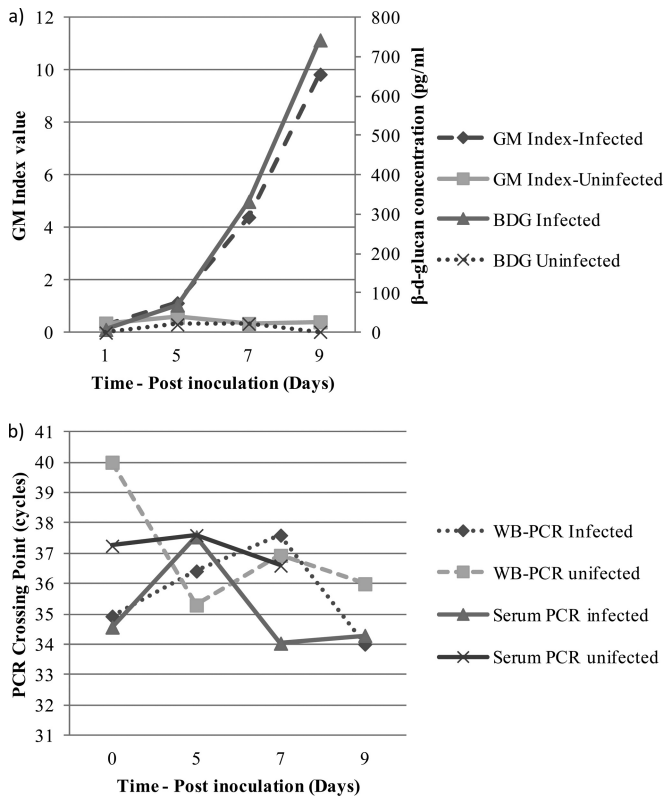 a)
12
10
8
6
4
2
0
GM Index value
800
700
600
500
400
300
200
100
0
β-d-glucan concentration (pg/ml
1 5 7 9
Time - Post inoculation (Days)
GM Index-Infected
GM Index-Uninfected
BDG Infected
BDG Uninfected
b)
41
40
39
38
37
36
35
34
33
32
31
PCR Crossing Point (cycles)
0 5 7 9
Time - Post inoculation (Days)
WB-PCR Infected
WB-PCR unifected
Serum PCR infected
Serum PCR unifected